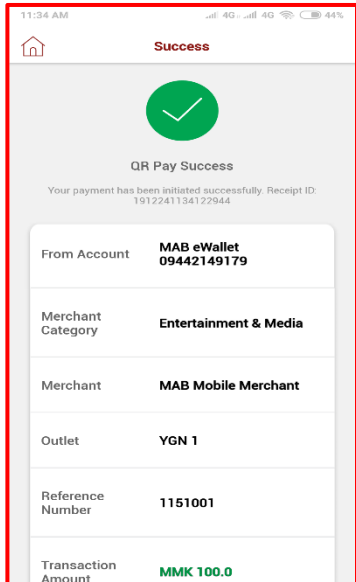 11:34 AM 4G 4G 44%
Success
QR Pay Success
Your payment has been initiated successfully. Receipt ID:
1912241134122944
From Account
MAB eWallet
09442149179
Merchant
Category
Entertainment & Media
Merchant
MAB Mobile Merchant
Outlet
YGN 1
Reference
Number
1151001
Transaction
Amount
MMK 100.0